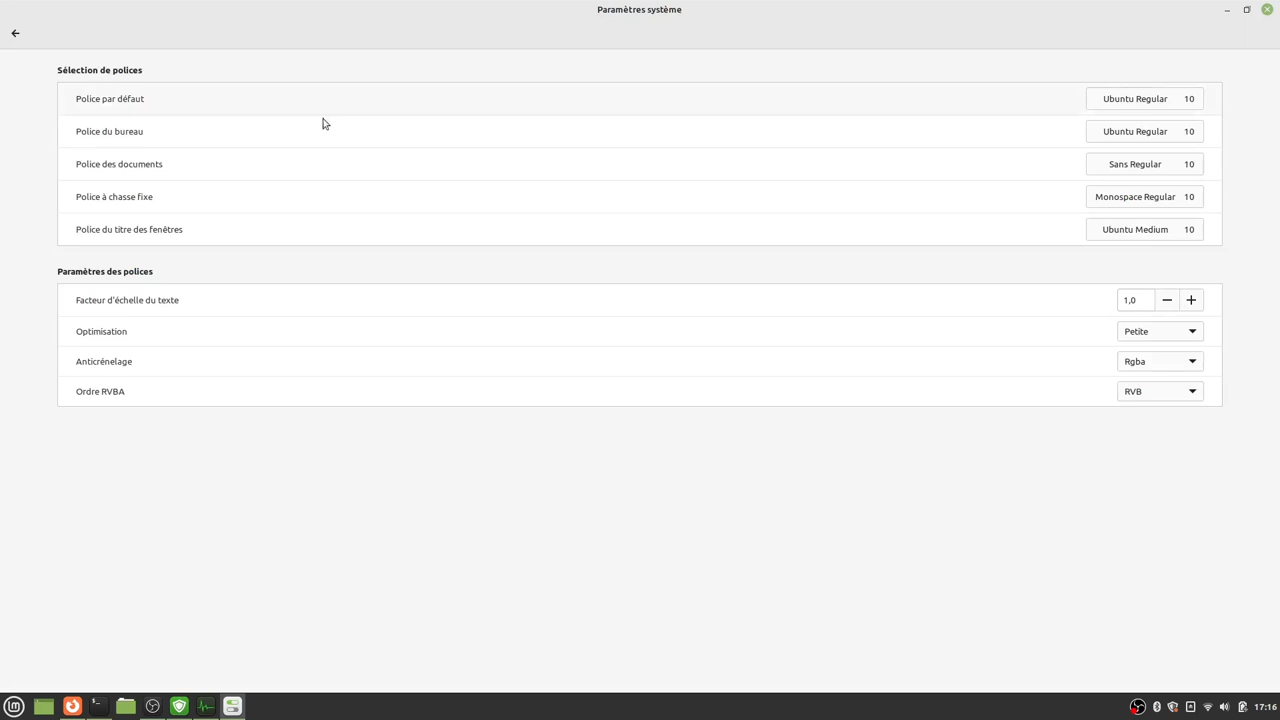 Paramètres système
Sélection de polices
Police par défaut Ubuntu Regular 10
Police du bureau Ubuntu Regular 10
Police des documents Sans Regular 10
Police à chasse fixe Monospace Regular 10
Police du titre des fenêtres Ubuntu Medium 10
Paramètres des polices
Facteur d'échelle du texte 1,0
Optimisation Petite
Anticrénelage Rgba
Ordre RVBA RVB
17:16